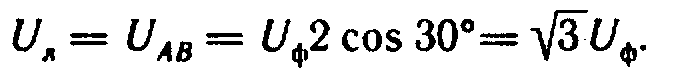 Uл = UAB = Uф2 cos 30°= √3 Uф.